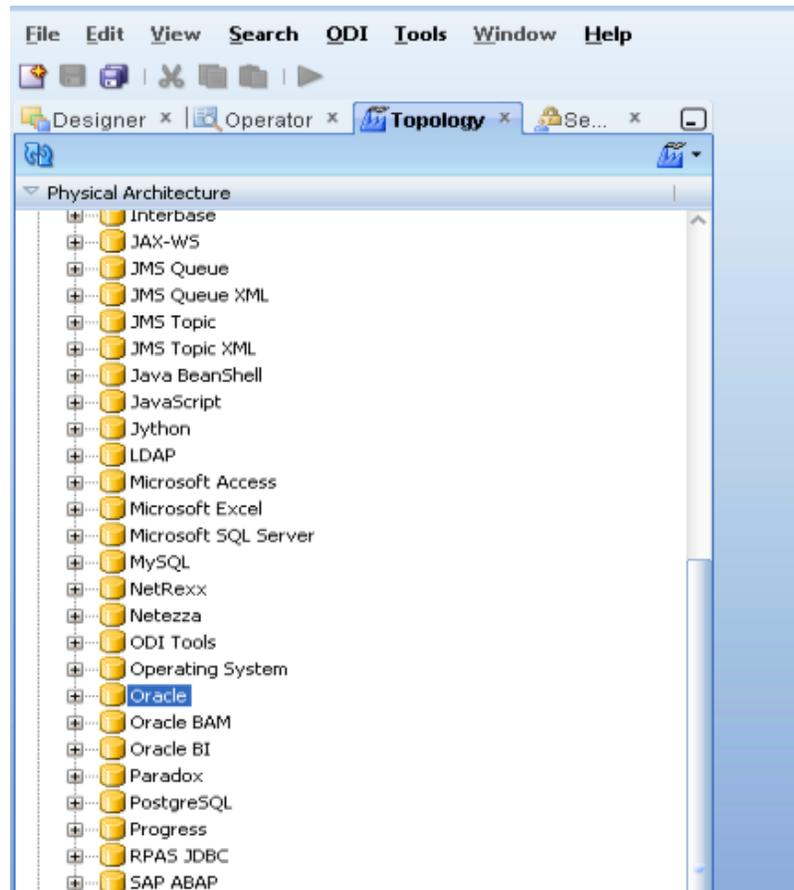 File Edit View Search ODI Tools Window Help
Designer Operator Topology Se...
Physical Architecture
Interbase
JAX-WS
JMS Queue
JMS Queue XML
JMS Topic
JMS Topic XML
Java BeanShell
JavaScript
Jython
LDAP
Microsoft Access
Microsoft Excel
Microsoft SQL Server
MySQL
NetRexx
Netezza
ODI Tools
Operating System
Oracle
Oracle BAM
Oracle BI
Paradox
PostgreSQL
Progress
RPAS JDBC
SAP ABAP